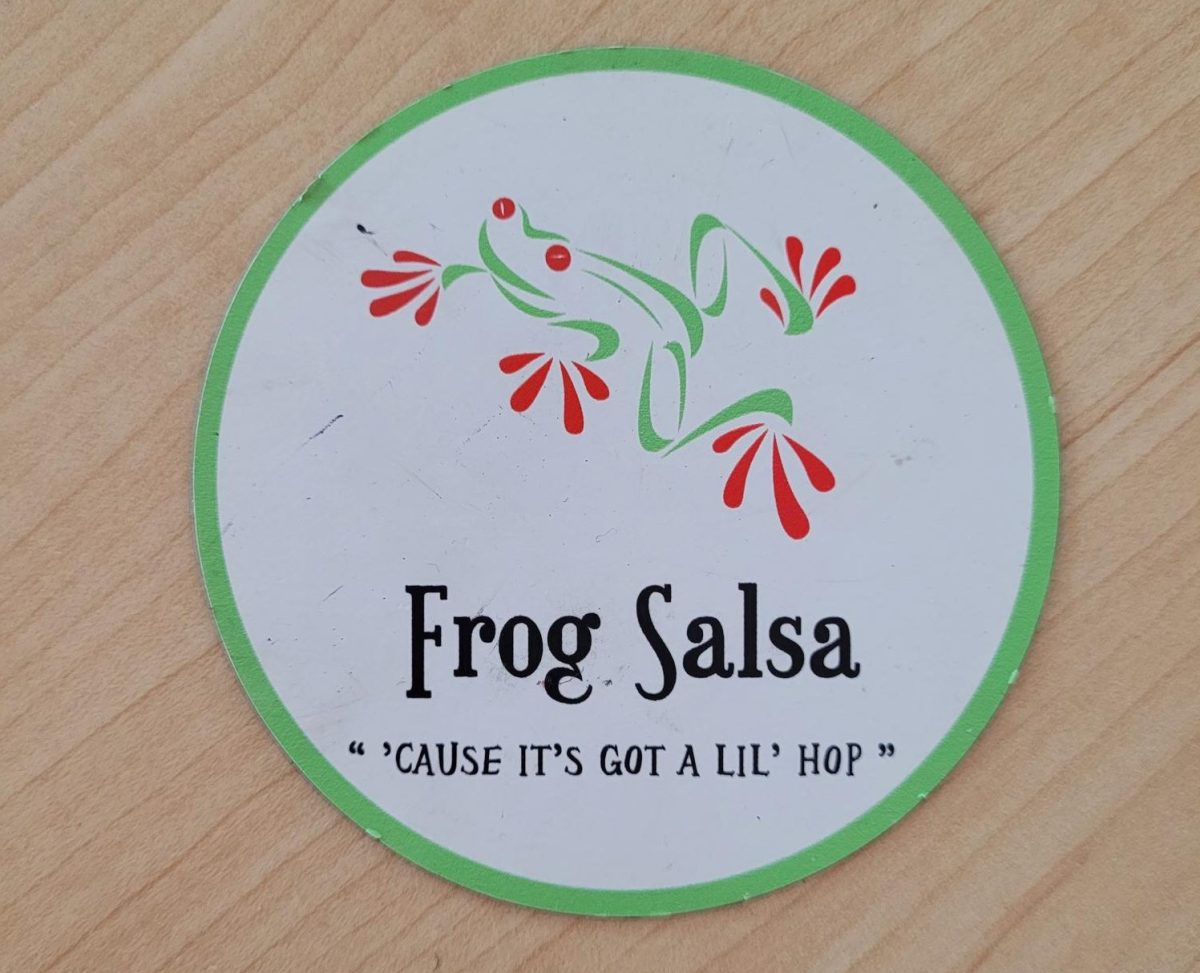 Frog Salsa
“ ’CAUSE IT’S GOT A LIL’ HOP ”